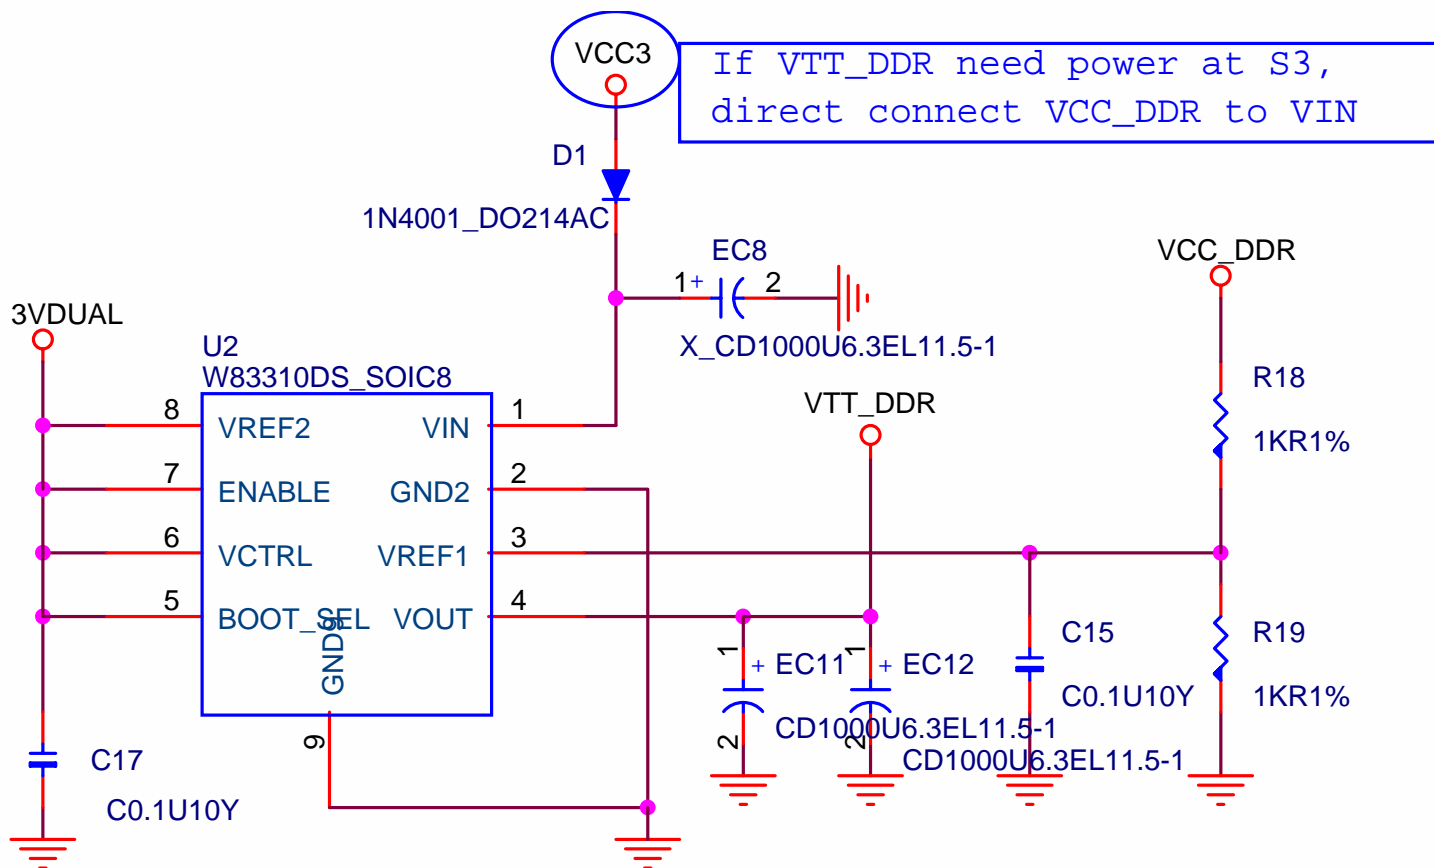 VCC3
If VTT_DDR need power at S3,
direct connect VCC_DDR to VIN
D1
1N4001_DO214AC
EC8
1
+
2
X_CD1000U6.3EL11.5-1
VCC_DDR
3VDUAL
U2
W83310DS_SOIC8
R18
1KR1%
VTT_DDR
8
VREF2
VIN
1
7
ENABLE
GND2
2
6
VCTRL
VREF1
3
5
BOOT_SEL
VOUT
4
GND9
9
1
+
EC11
2
CD1000U6.3EL11.5-1
1
+
EC12
2
CD1000U6.3EL11.5-1
C15
C0.1U10Y
R19
1KR1%
C17
C0.1U10Y